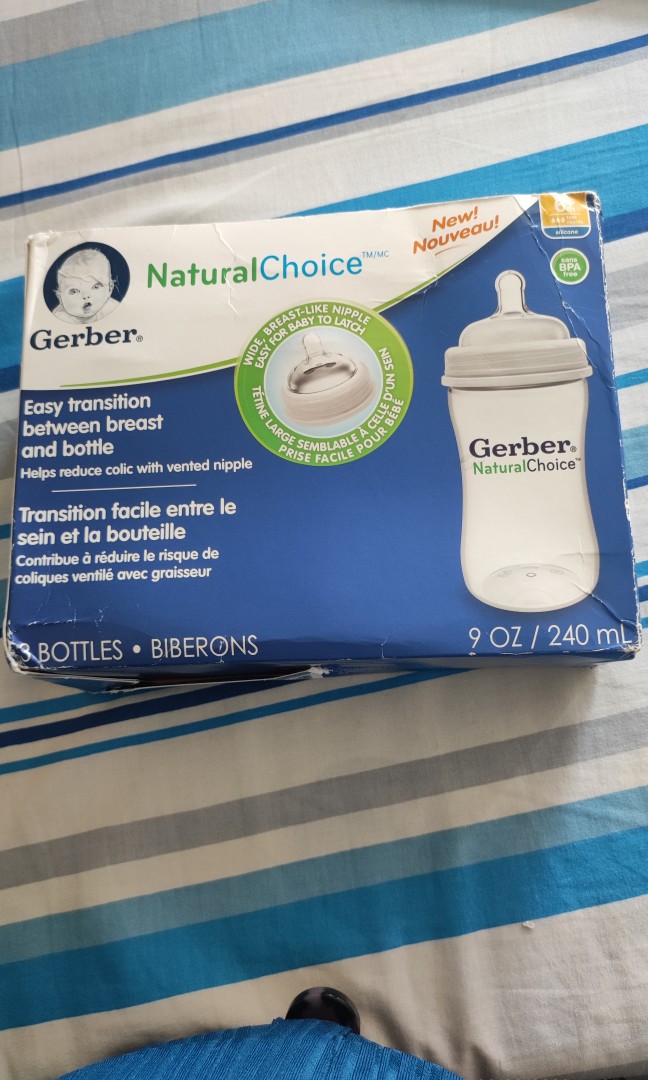 New!
Nouveau!
silicone
sans
BPA
free
NaturalChoice™/MC
Gerber®
WIDE, BREAST-LIKE NIPPLE
EASY FOR BABY TO LATCH
TÉTINE LARGE SEMBLABLE À CELLE D'UN SEIN
PRISE FACILE POUR BÉBÉ
Easy transition
between breast
and bottle
Helps reduce colic with vented nipple
Transition facile entre le
sein et la bouteille
Contribue à réduire le risque de
coliques ventilé avec graisseur
Gerber®
NaturalChoice™
3 BOTTLES • BIBERONS
9 OZ / 240 mL